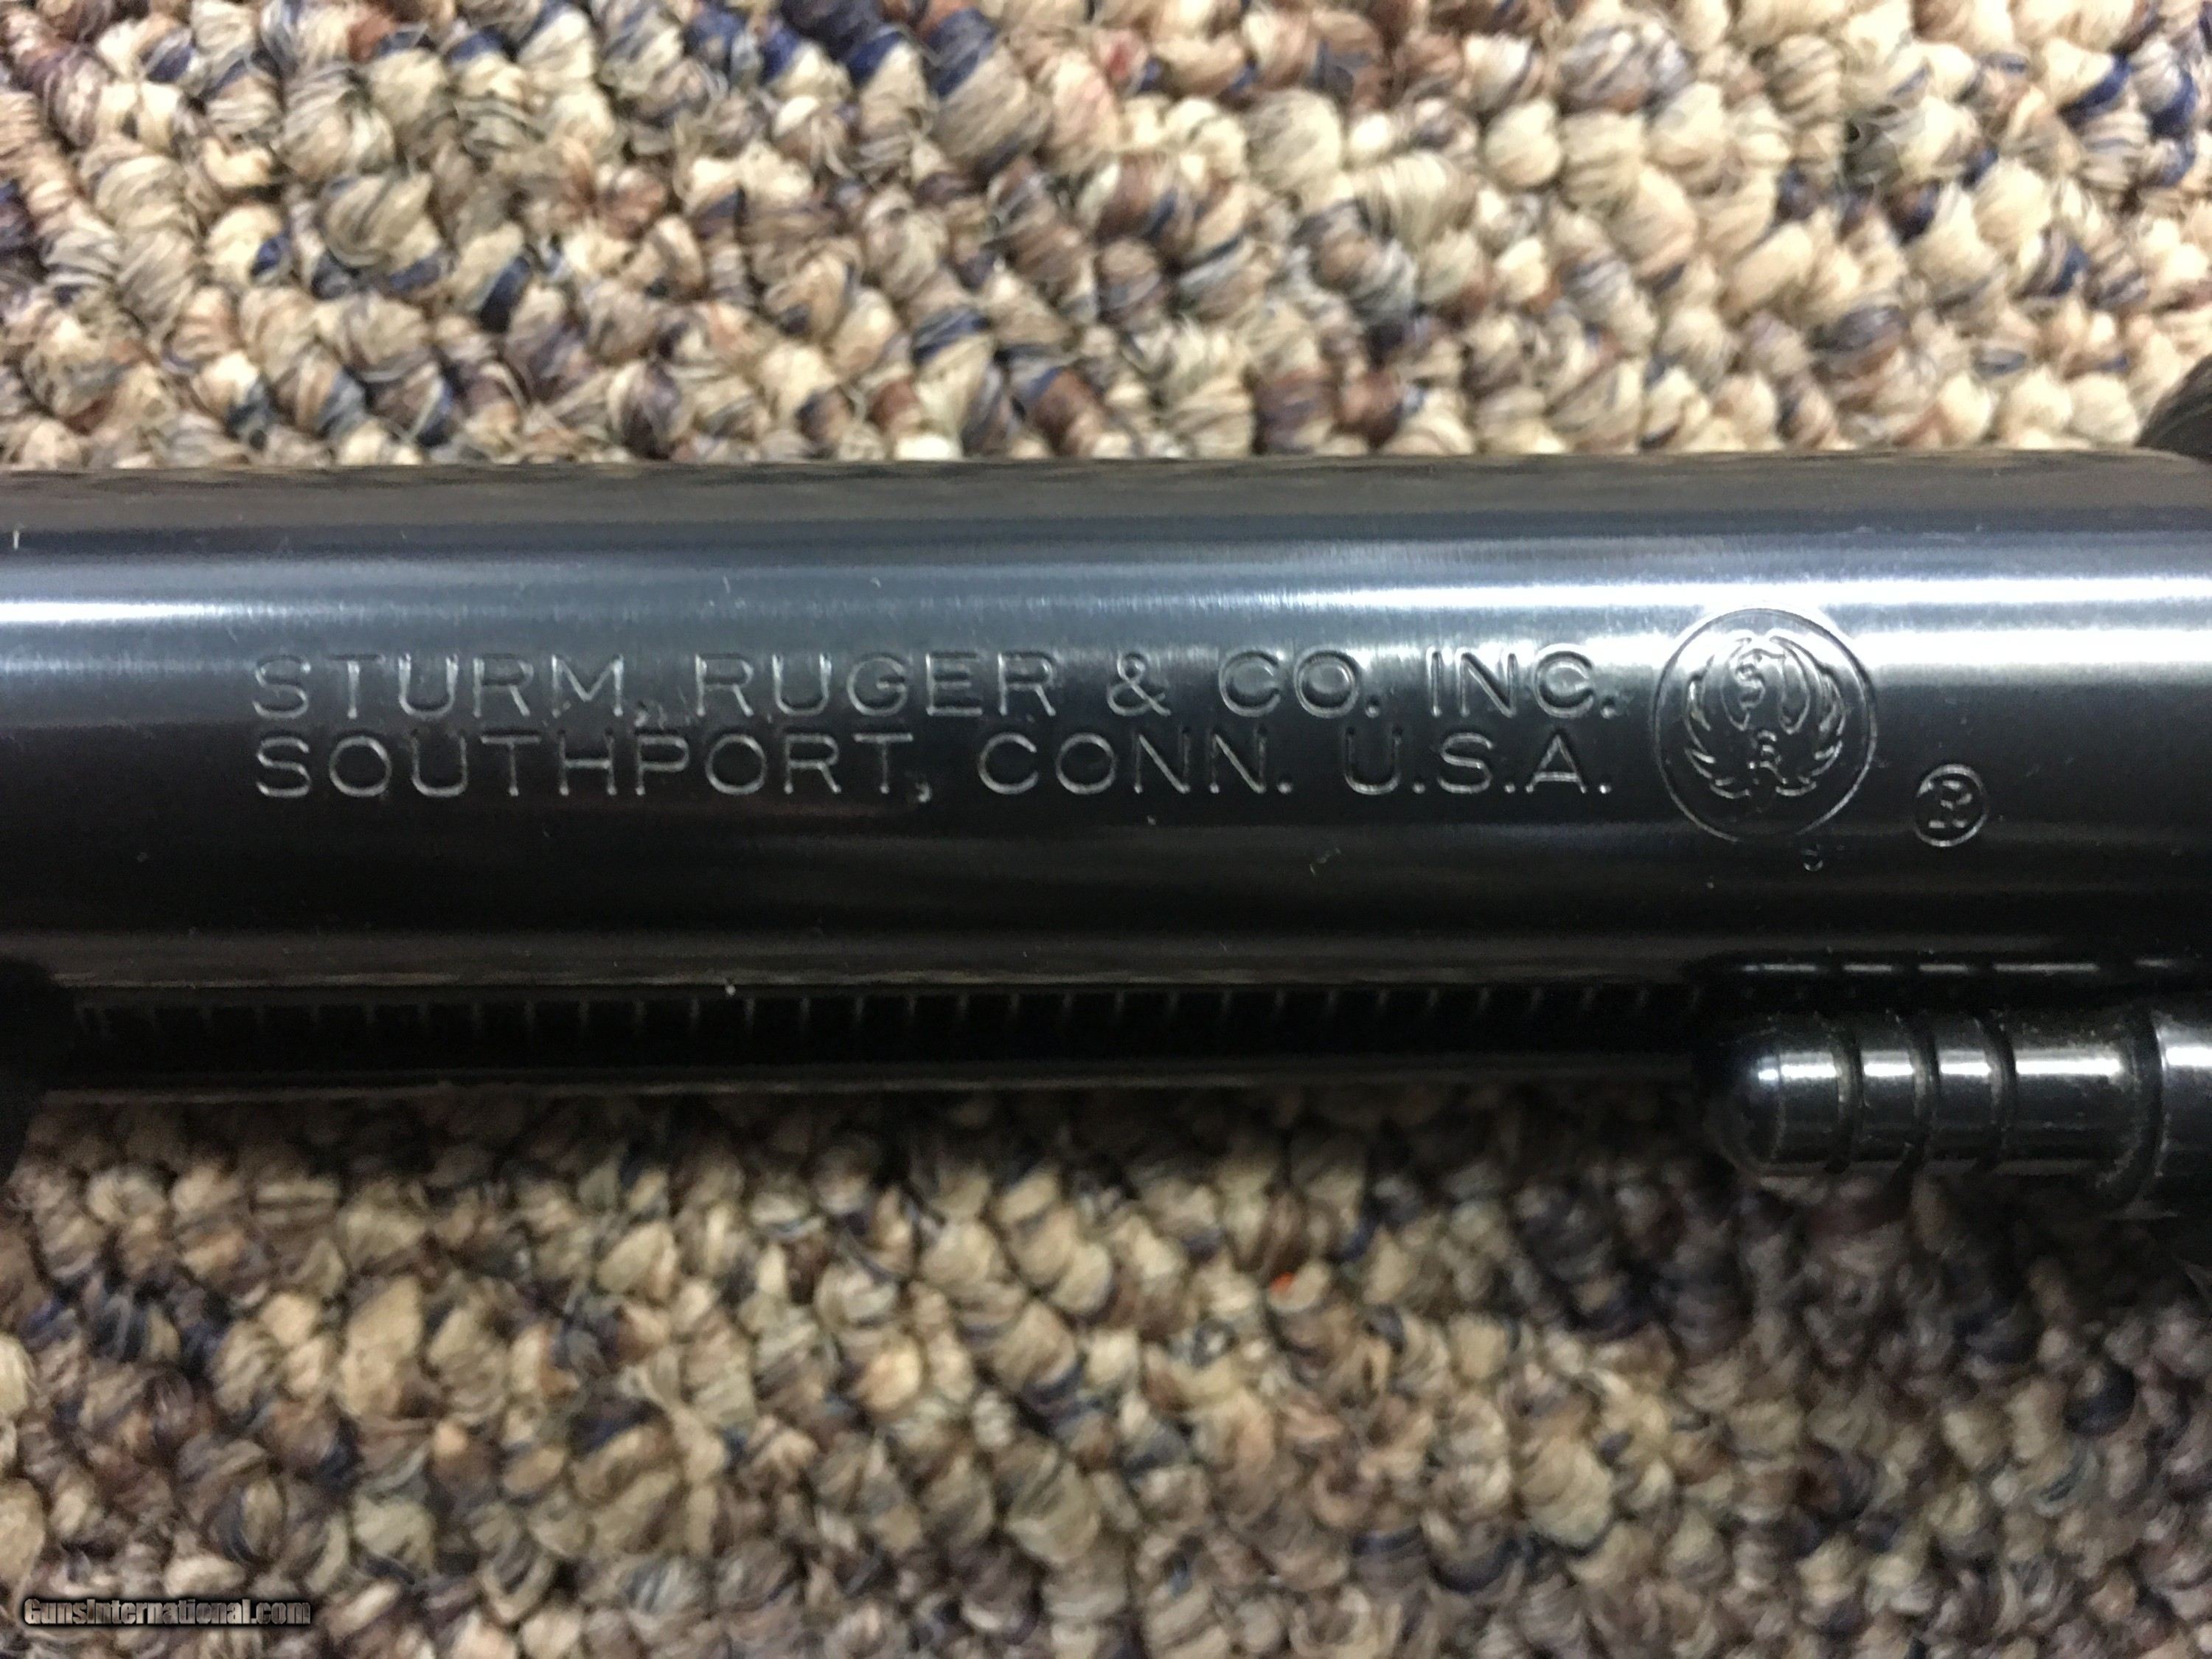 STURM, RUGER & CO. INC.
SOUTHPORT, CONN. U.S.A.
®
GunsInternational.com